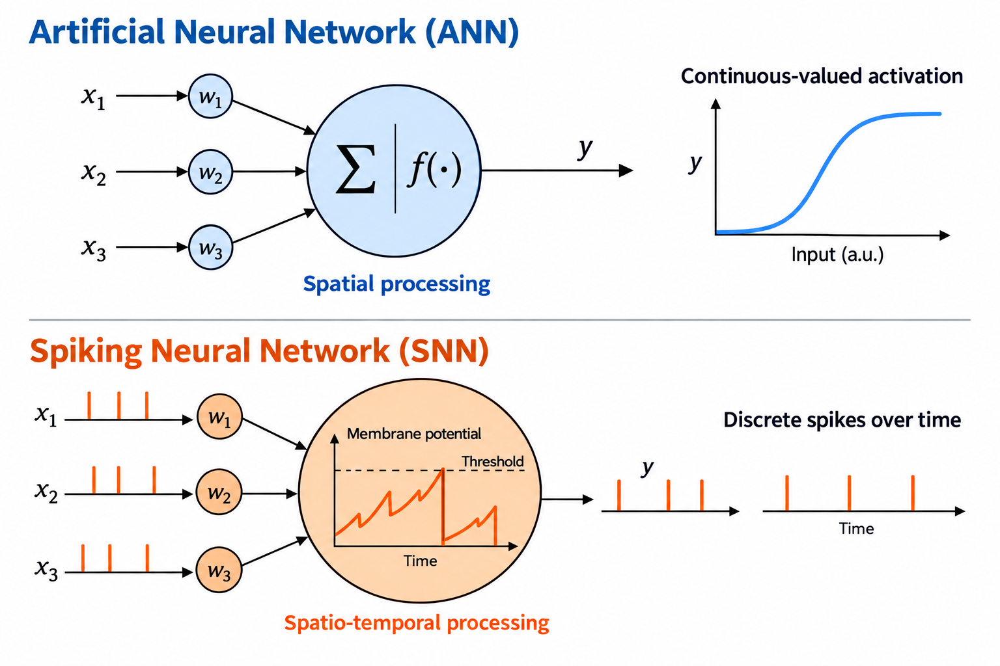 Artificial Neural Network (ANN)
Continuous-valued activation
x₁
w₁
x₂
w₂
x₃
w₃
∑ | f(·)
y
y
Input (a.u.)
Spatial processing
Spiking Neural Network (SNN)
x₁
w₁
x₂
w₂
x₃
w₃
Membrane potential
Threshold
Time
y
Discrete spikes over time
Time
Spatio-temporal processing